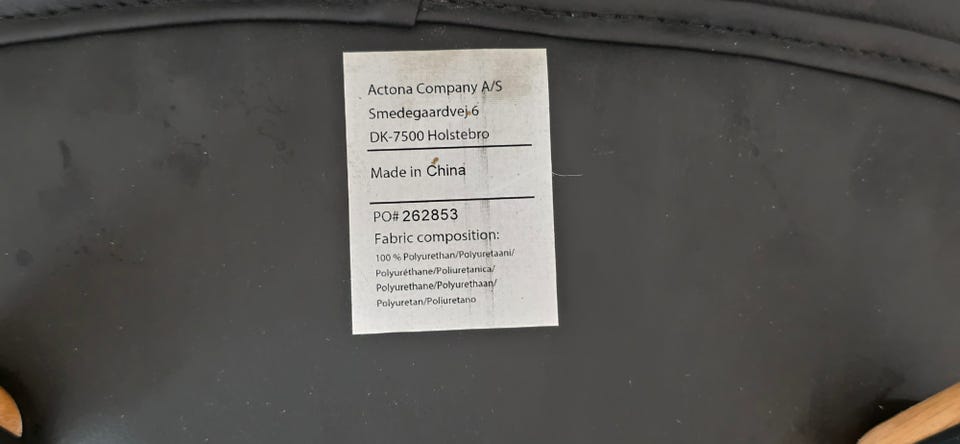 Actona Company A/S
Smedegaardvej 6
DK-7500 Holstebro
Made in China
PO# 262853
Fabric composition:
100 % Polyurethan/Polyuretaani/
Polyuréthane/Poliuretanica/
Polyurethane/Polyurethaan/
Polyuretan/Poliuretano